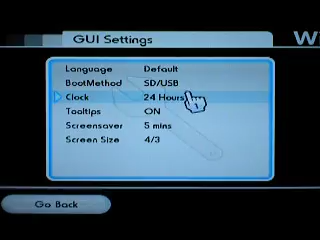 GUI Settings
Language Default
BootMethod SD/USB
Clock 24 Hours
Tooltips ON
Screensaver 5 mins
Screen Size 4/3
Go Back